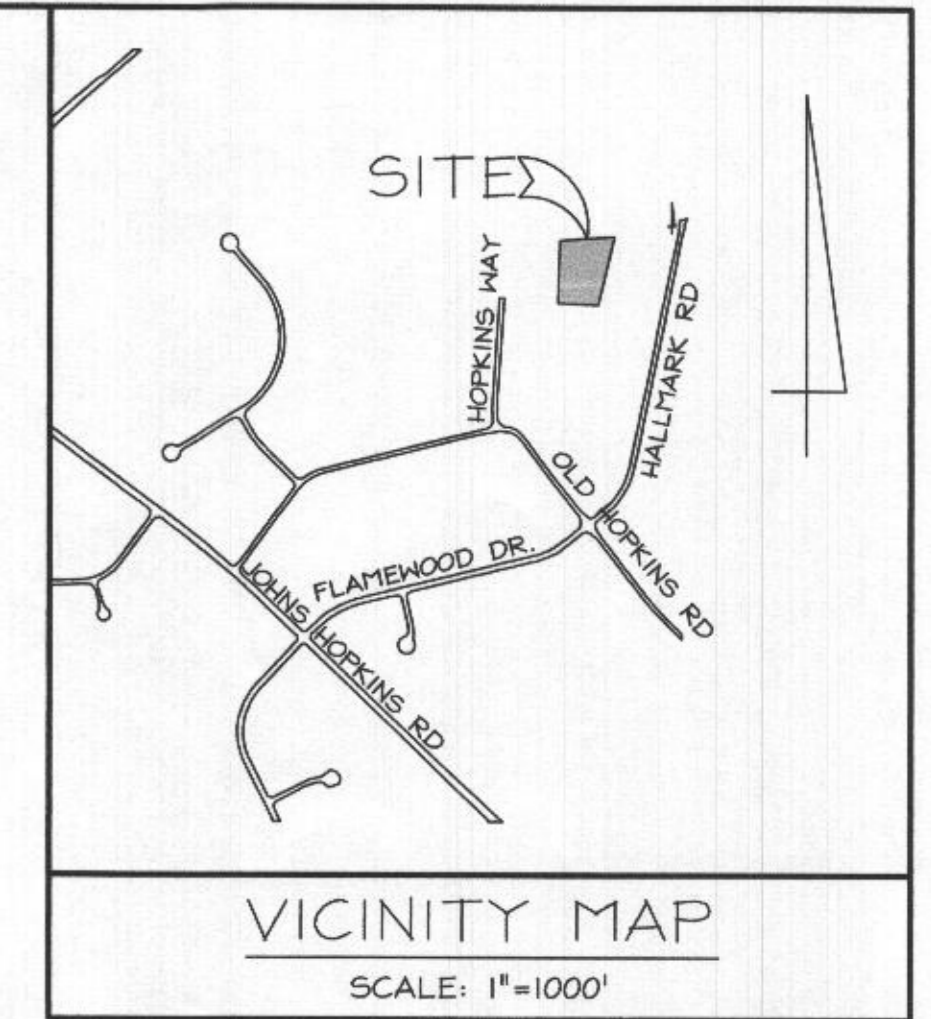 SITE
HOPKINS WAY
HALLMARK RD
OLD HOPKINS RD
FLAMEWOOD DR.
JOHNS HOPKINS RD
VICINITY MAP
SCALE: 1"=1000'